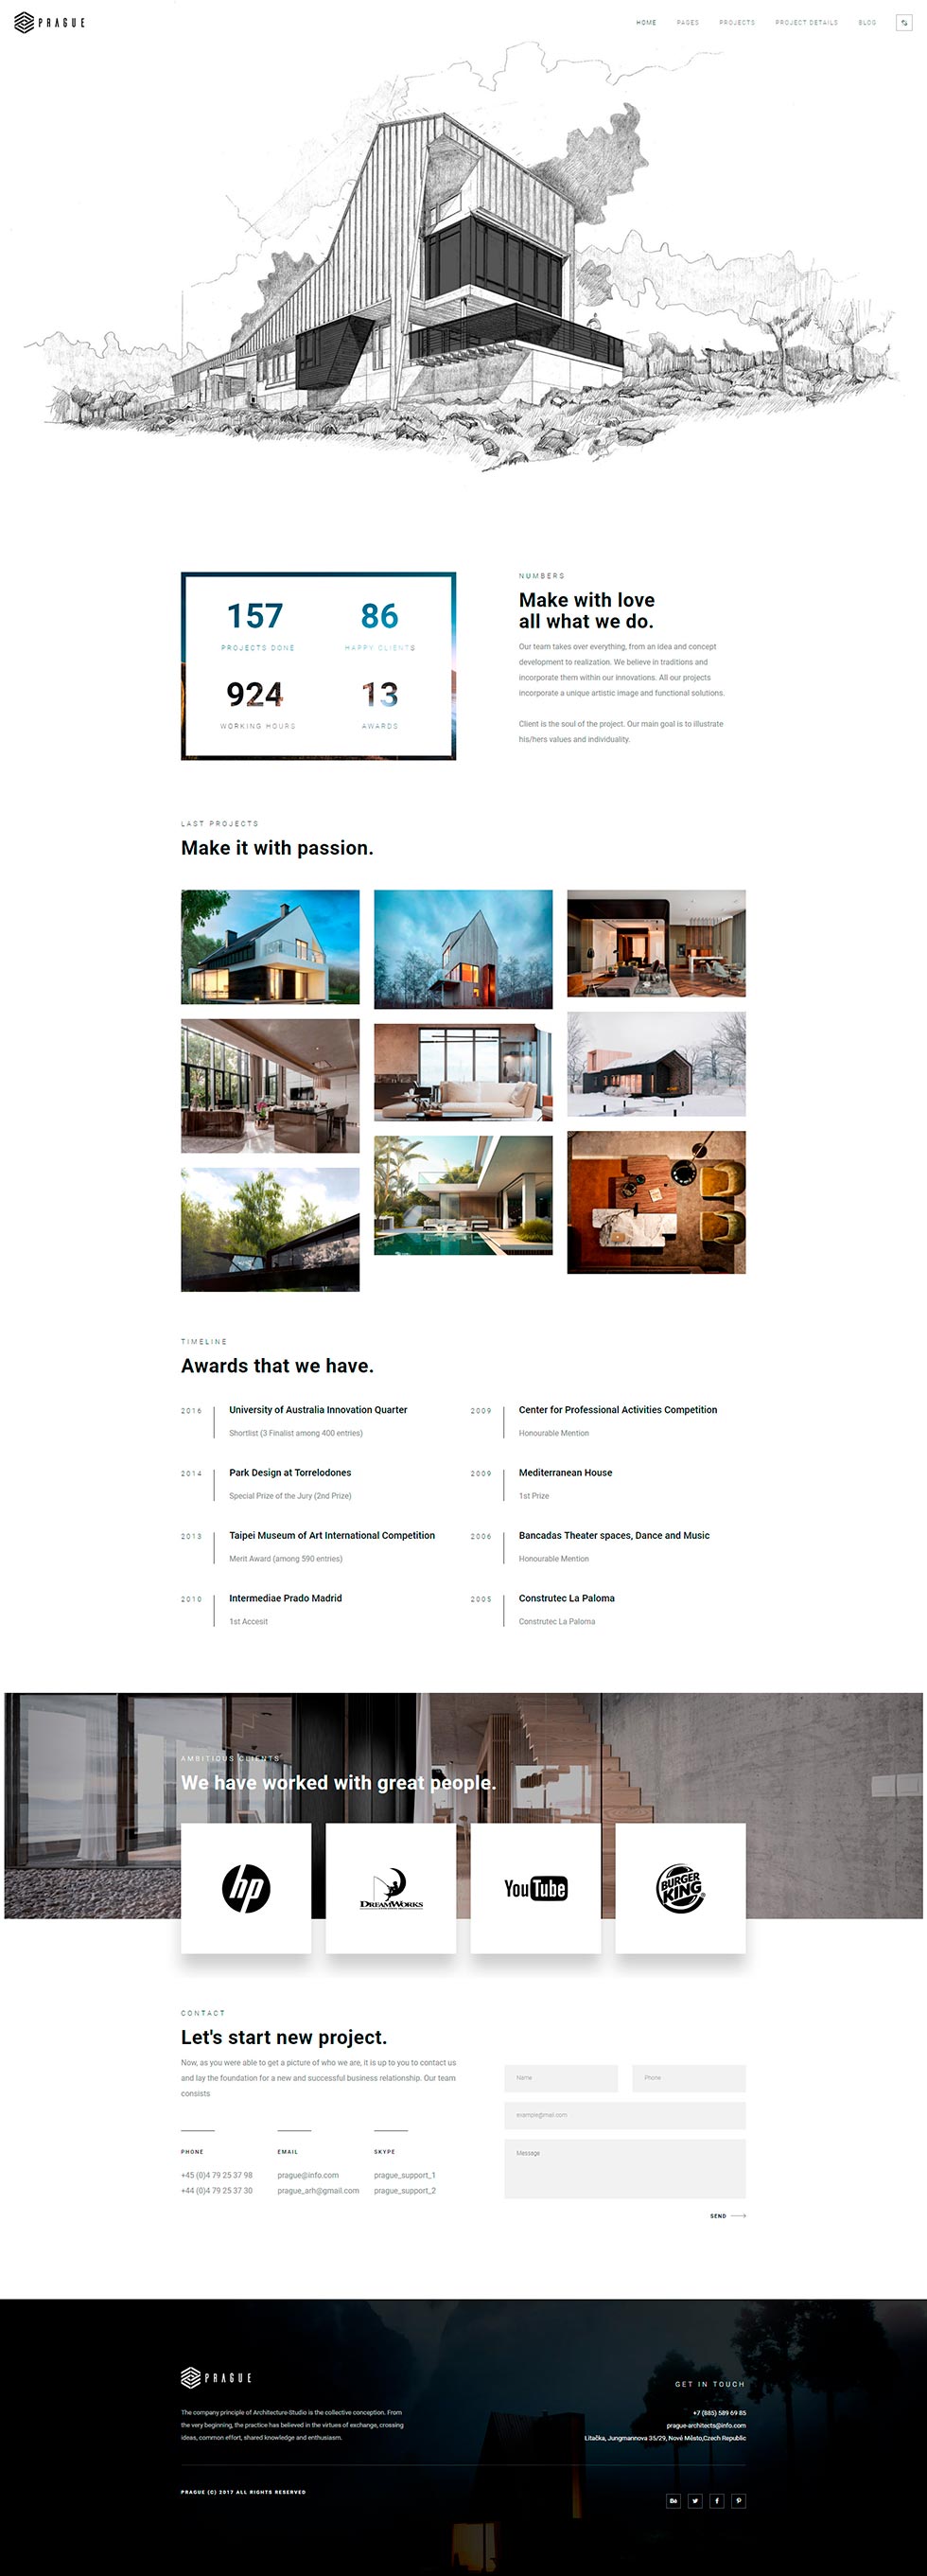 PRAGUE
HOME PAGES PROJECTS PROJECT DETAILS BLOG
157
PROJECTS DONE
86
HAPPY CLIENTS
924
WORKING HOURS
13
AWARDS
NUMBERS
Make with love
all what we do.
Our team takes over everything, from an idea and concept
development to realization. We believe in traditions and
incorporate them within our innovations. All our projects
incorporate a unique artistic image and functional solutions.
Client is the soul of the project. Our main goal is to illustrate
his/hers values and individuality.
LAST PROJECTS
Make it with passion.
TIMELINE
Awards that we have.
2016
University of Australia Innovation Quarter
Shortlist (3 Finalist among 400 entries)
2014
Park Design at Torrelodones
Special Prize of the Jury (2nd Prize)
2013
Taipei Museum of Art International Competition
Merit Award (among 590 entries)
2010
Intermediae Prado Madrid
1st Accesit
2009
Center for Professional Activities Competition
Honourable Mention
2009
Mediterranean House
1st Prize
2006
Bancadas Theater spaces, Dance and Music
Honourable Mention
2005
Construtec La Paloma
Construtec La Paloma
AMBITIOUS CLIENTS
We have worked with great people.
hp
DREAMWORKS
YouTube
BURGER KING
CONTACT
Let's start new project.
Now, as you were able to get a picture of who we are, it is up to you to contact us
and lay the foundation for a new and successful business relationship. Our team
consists
PHONE
+45 (0)4 79 25 37 98
+44 (0)4 79 25 37 30
EMAIL
prague@info.com
prague_arh@gmail.com
SKYPE
prague_support_1
prague_support_2
Name
Phone
example@mail.com
Message
SEND
PRAGUE
The company principle of Architecture-Studio is the collective conception. From
the very beginning, the practice has believed in the virtues of exchange, crossing
ideas, common effort, shared knowledge and enthusiasm.
GET IN TOUCH
+7 (885) 589 69 85
prague-architects@info.com
Litačka, Jungmannova 35/29, Nové Město,Czech Republic
PRAGUE (C) 2017 ALL RIGHTS RESERVED